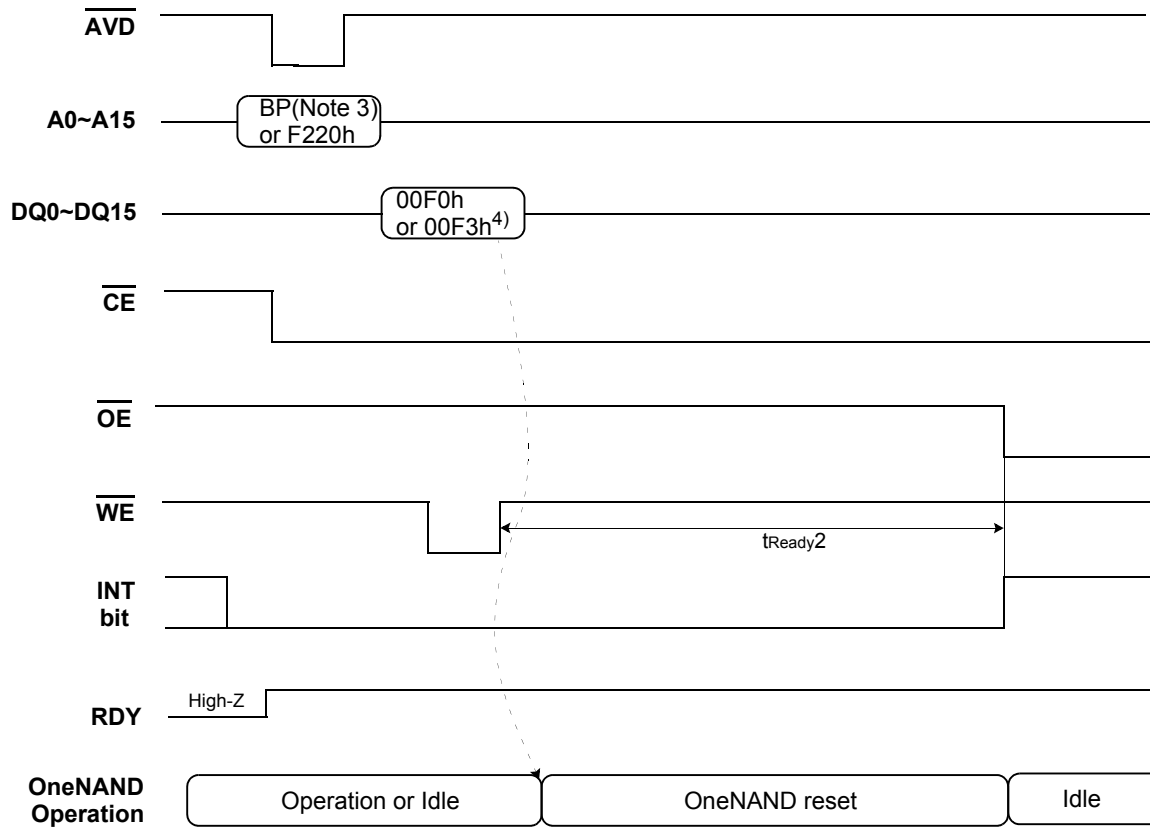 AVD
A0~A15
BP(Note 3)
or F220h
DQ0~DQ15
00F0h
or 00F3h4)
CE
OE
WE
tReady2
INT
bit
High-Z
RDY
OneNAND
Operation
Operation or Idle
OneNAND reset
Idle